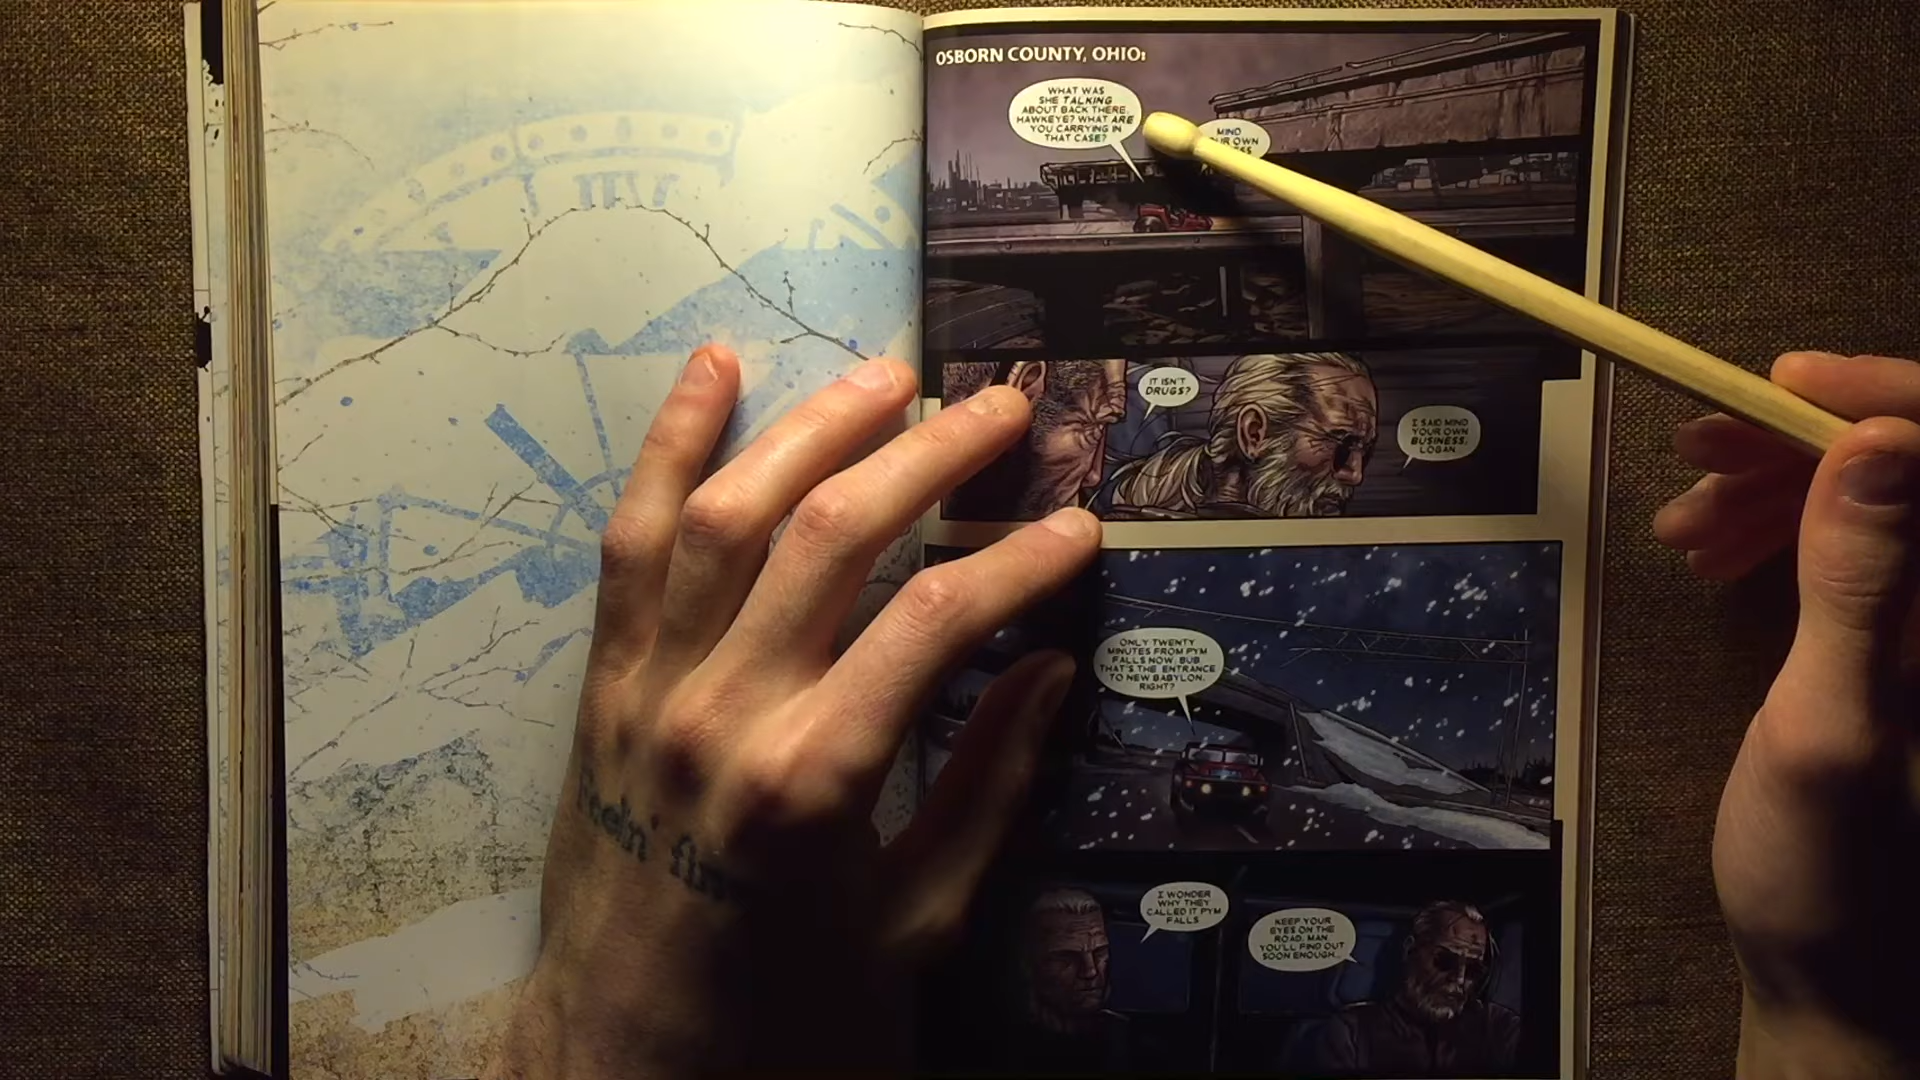 OSBORN COUNTY, OHIO:
WHAT WAS
SHE TALKING
ABOUT BACK THERE,
HAWKEYE? WHAT ARE
YOU CARRYING IN
THAT CASE?
MIND
OWN
IT ISN'T
DRUGS?
I SAID MIND
YOUR OWN
BUSINESS,
LOGAN.
ONLY TWENTY
MINUTES FROM PYM
FALLS NOW, BUB.
THAT'S THE ENTRANCE
TO NEW BABYLON,
RIGHT?
I WONDER
WHY THEY
CALLED IT PYM
FALLS
KEEP YOUR
EYES ON THE
ROAD, MAN
YOU'LL FIND OUT
SOON ENOUGH...
Feelin'